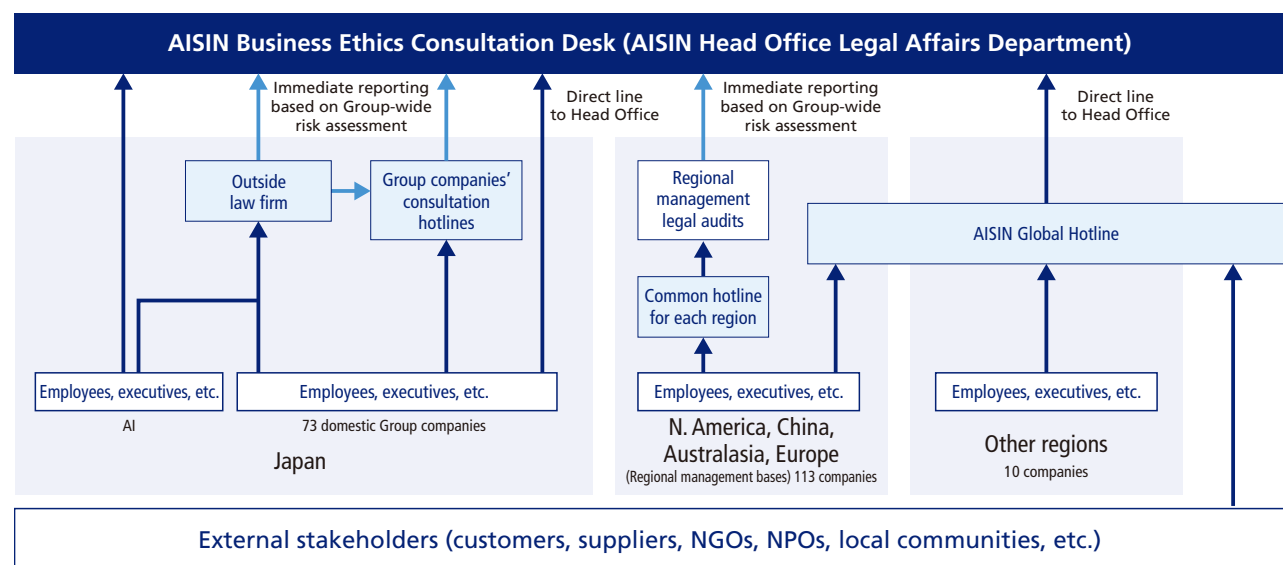 AISIN Business Ethics Consultation Desk (AISIN Head Office Legal Affairs Department)
Immediate reporting
based on Group-wide
risk assessment
Direct line
to Head Office
Immediate reporting
based on Group-wide
risk assessment
Direct line
to Head Office
Outside
law firm
Group companies’
consultation
hotlines
Regional
management
legal audits
AISIN Global Hotline
Common hotline
for each region
Employees, executives, etc.
Employees, executives, etc.
Employees, executives, etc.
Employees, executives, etc.
AI
73 domestic Group companies
Japan
N. America, China,
Australasia, Europe
(Regional management bases) 113 companies
Other regions
10 companies
External stakeholders (customers, suppliers, NGOs, NPOs, local communities, etc.)